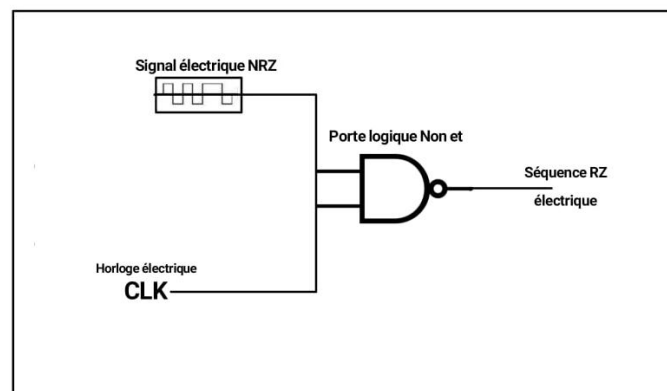 Signal électrique NRZ
Porte logique Non et
Séquence RZ
électrique
Horloge électrique
CLK